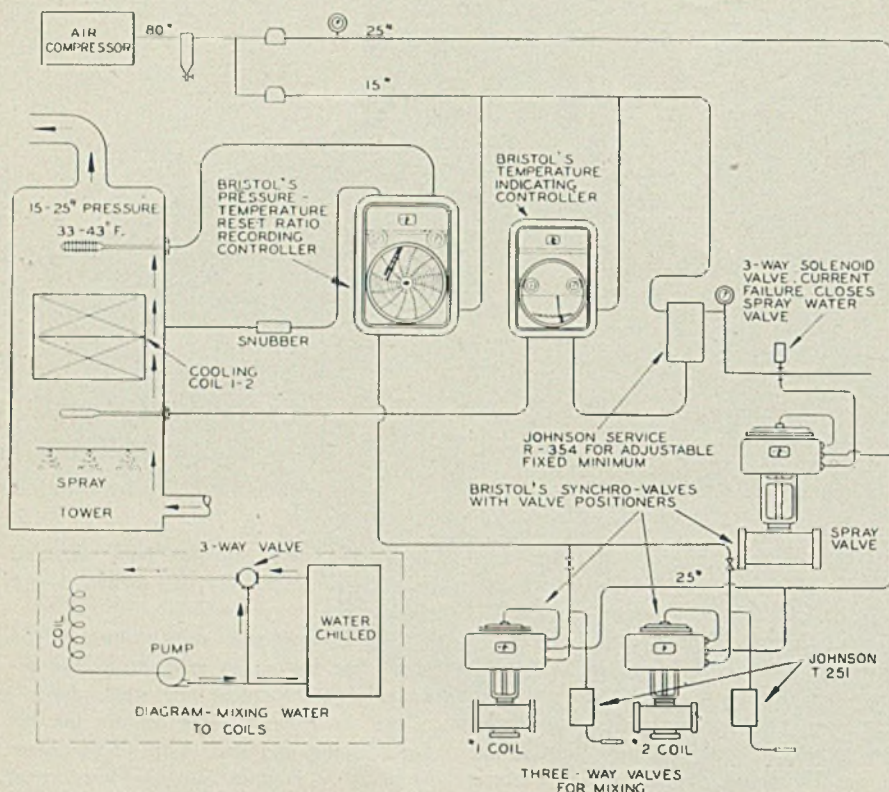 AIR
COMPRESSOR
80#
25#
15#
BRISTOL'S
PRESSURE -
TEMPERATURE
RESET RATIO
RECORDING
CONTROLLER
BRISTOL'S
TEMPERATURE
INDICATING
CONTROLLER
15-25# PRESSURE
33-43° F.
3-WAY SOLENOID
VALVE, CURRENT
FAILURE CLOSES
SPRAY WATER
VALVE
SNUBBER
COOLING
COIL 1-2
JOHNSON SERVICE
R-354 FOR ADJUSTABLE
FIXED MINIMUM
SPRAY
TOWER
BRISTOL'S SYNCHRO-VALVES
WITH VALVE POSITIONERS
SPRAY
VALVE
3-WAY VALVE
25#
COIL
PUMP
WATER
CHILLED
JOHNSON
T 251
DIAGRAM-MIXING WATER
TO COILS
#1 COIL
#2 COIL
THREE-WAY VALVES
FOR MIXING